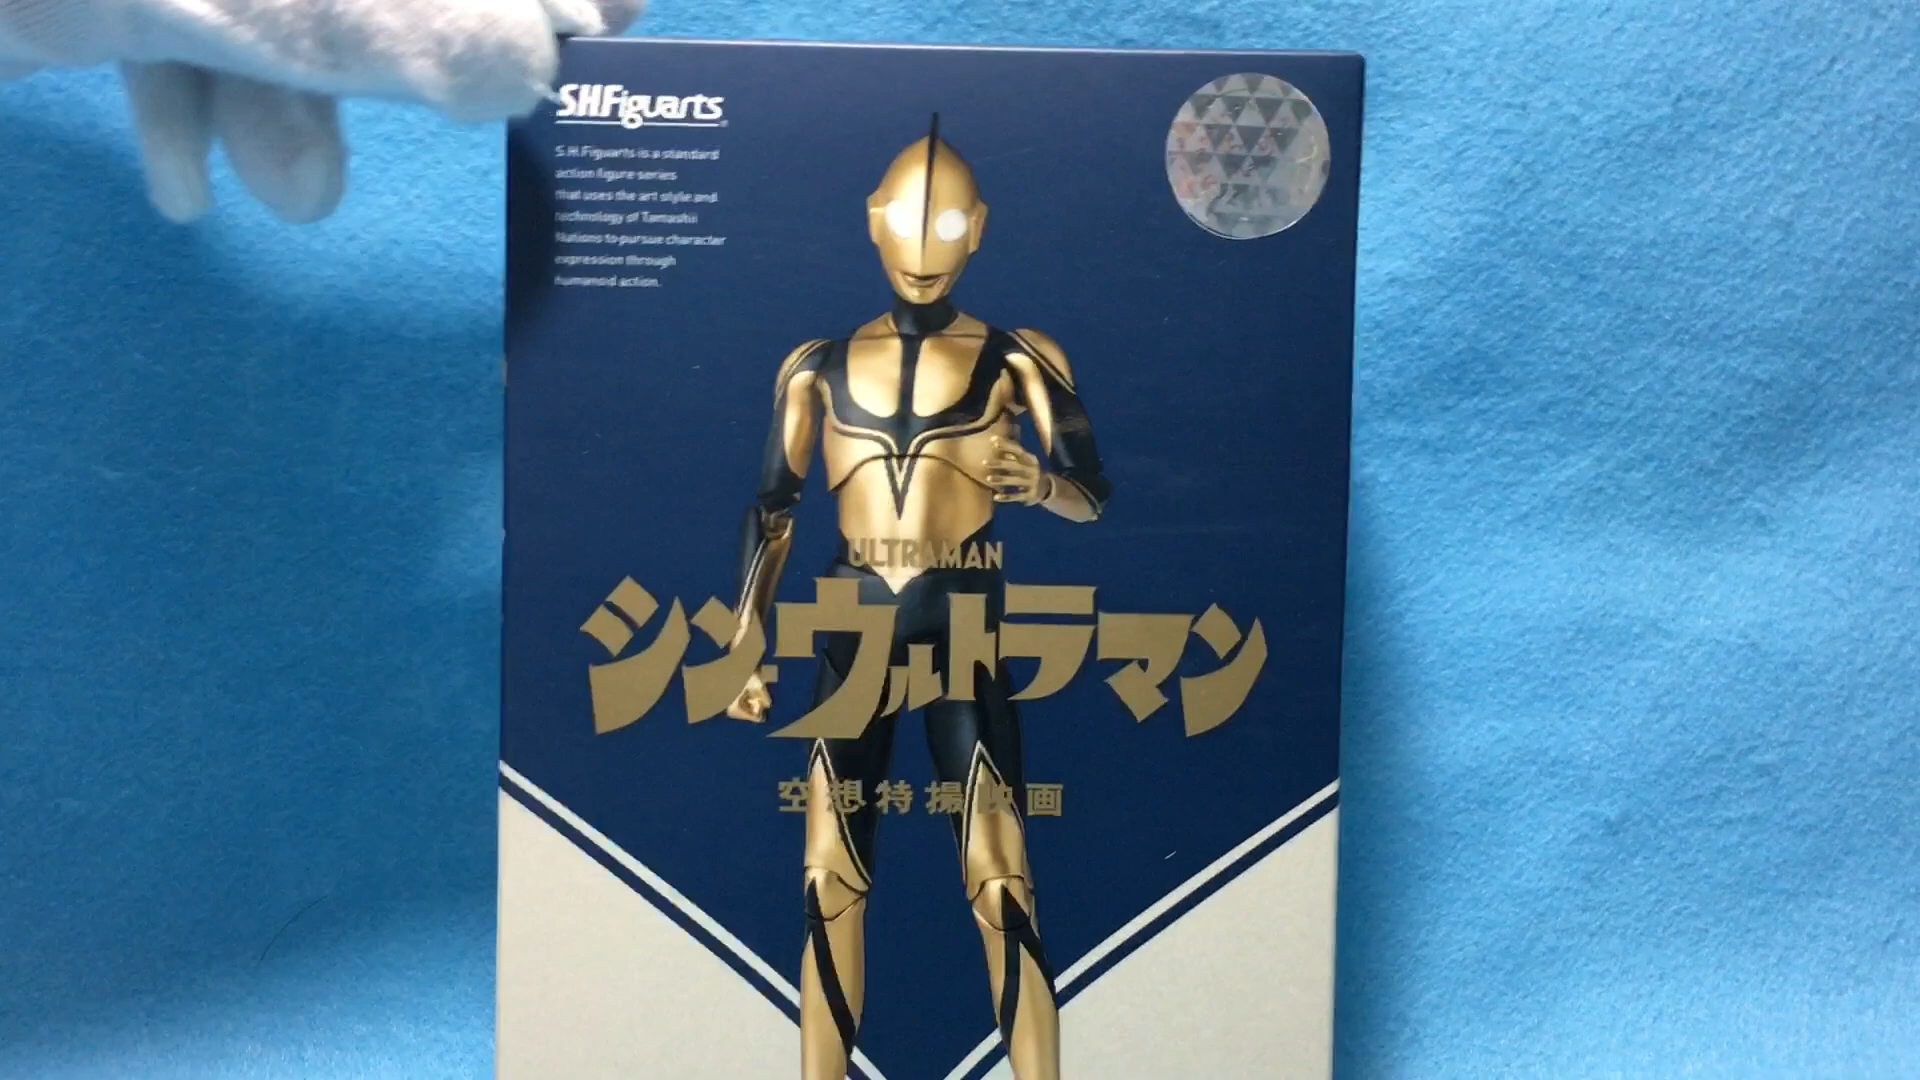 S.H.Figuarts
S.H.Figuarts is a standard
action figure series
that uses the art style and
technology of Tamashii
Nations to pursue character
expression through
humanoid action.
ULTRAMAN
シン・ウルトラマン
空想特撮映画